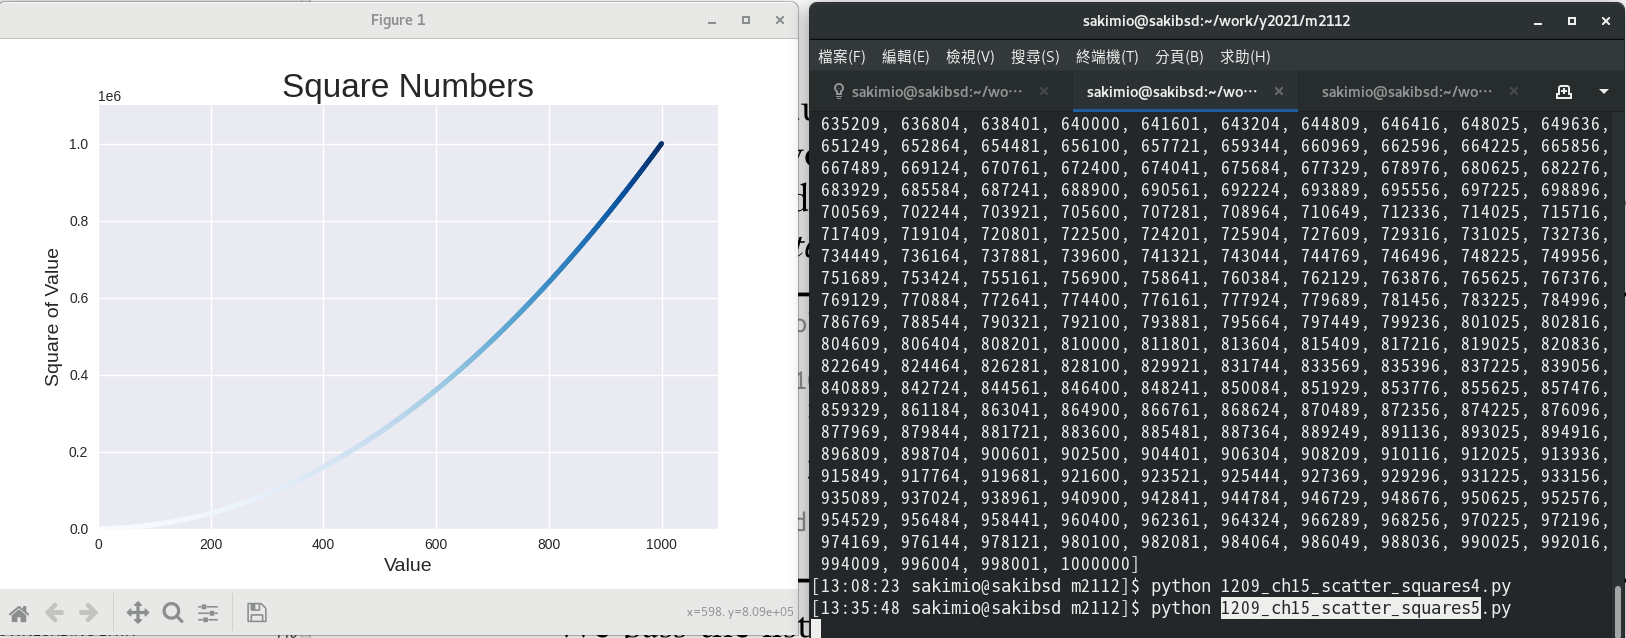 Figure 1
Square Numbers
1e6
1.0
0.8
0.6
0.4
0.2
0.0
Square of Value
0 200 400 600 800 1000
Value
x=598. y=8.09e+05
sakimio@sakibsd:~/work/y2021/m2112
檔案(F) 編輯(E) 檢視(V) 搜尋(S) 終端機(T) 分頁(B) 求助(H)
sakimio@sakibsd:~/wo··· sakimio@sakibsd:~/wo··· sakimio@sakibsd:~/wo···
635209, 636804, 638401, 640000, 641601, 643204, 644809, 646416, 648025, 649636,
651249, 652864, 654481, 656100, 657721, 659344, 660969, 662596, 664225, 665856,
667489, 669124, 670761, 672400, 674041, 675684, 677329, 678976, 680625, 682276,
683929, 685584, 687241, 688900, 690561, 692224, 693889, 695556, 697225, 698896,
700569, 702244, 703921, 705600, 707281, 708964, 710649, 712336, 714025, 715716,
717409, 719104, 720801, 722500, 724201, 725904, 727609, 729316, 731025, 732736,
734449, 736164, 737881, 739600, 741321, 743044, 744769, 746496, 748225, 749956,
751689, 753424, 755161, 756900, 758641, 760384, 762129, 763876, 765625, 767376,
769129, 770884, 772641, 774400, 776161, 777924, 779689, 781456, 783225, 784996,
786769, 788544, 790321, 792100, 793881, 795664, 797449, 799236, 801025, 802816,
804609, 806404, 808201, 810000, 811801, 813604, 815409, 817216, 819025, 820836,
822649, 824464, 826281, 828100, 829921, 831744, 833569, 835396, 837225, 839056,
840889, 842724, 844561, 846400, 848241, 850084, 851929, 853776, 855625, 857476,
859329, 861184, 863041, 864900, 866761, 868624, 870489, 872356, 874225, 876096,
877969, 879844, 881721, 883600, 885481, 887364, 889249, 891136, 893025, 894916,
896809, 898704, 900601, 902500, 904401, 906304, 908209, 910116, 912025, 913936,
915849, 917764, 919681, 921600, 923521, 925444, 927369, 929296, 931225, 933156,
935089, 937024, 938961, 940900, 942841, 944784, 946729, 948676, 950625, 952576,
954529, 956484, 958441, 960400, 962361, 964324, 966289, 968256, 970225, 972196,
974169, 976144, 978121, 980100, 982081, 984064, 986049, 988036, 990025, 992016,
994009, 996004, 998001, 1000000]
[13:08:23 sakimio@sakibsd m2112]$ python 1209_ch15_scatter_squares4.py
[13:35:48 sakimio@sakibsd m2112]$ python 1209_ch15_scatter_squares5.py